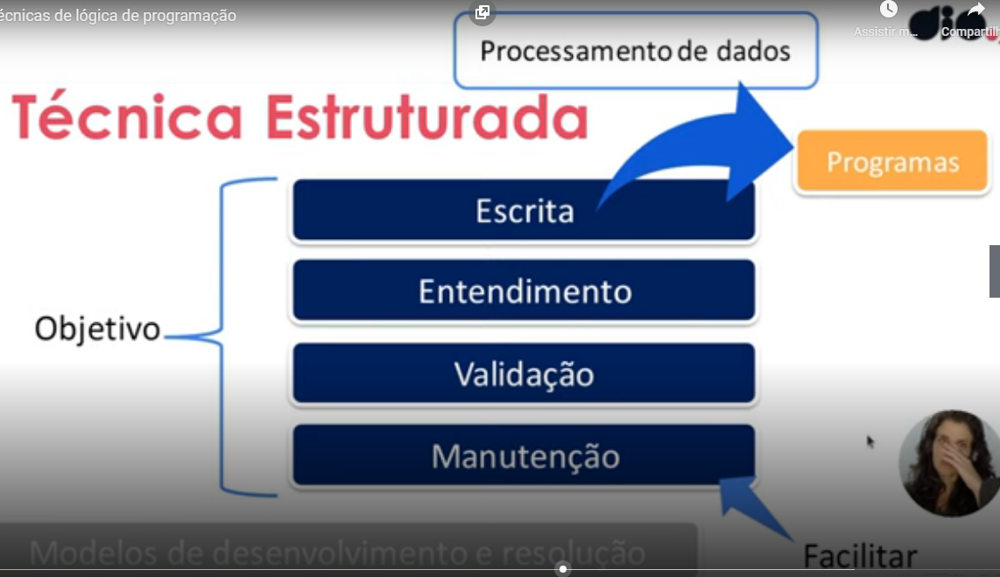 écnicas de lógica de programação
Assistir m...
Compartilh
Processamento de dados
Técnica Estruturada
Programas
Escrita
Entendimento
Objetivo
Validação
Manutenção
Modelos de desenvolvimento e resolução
Facilitar